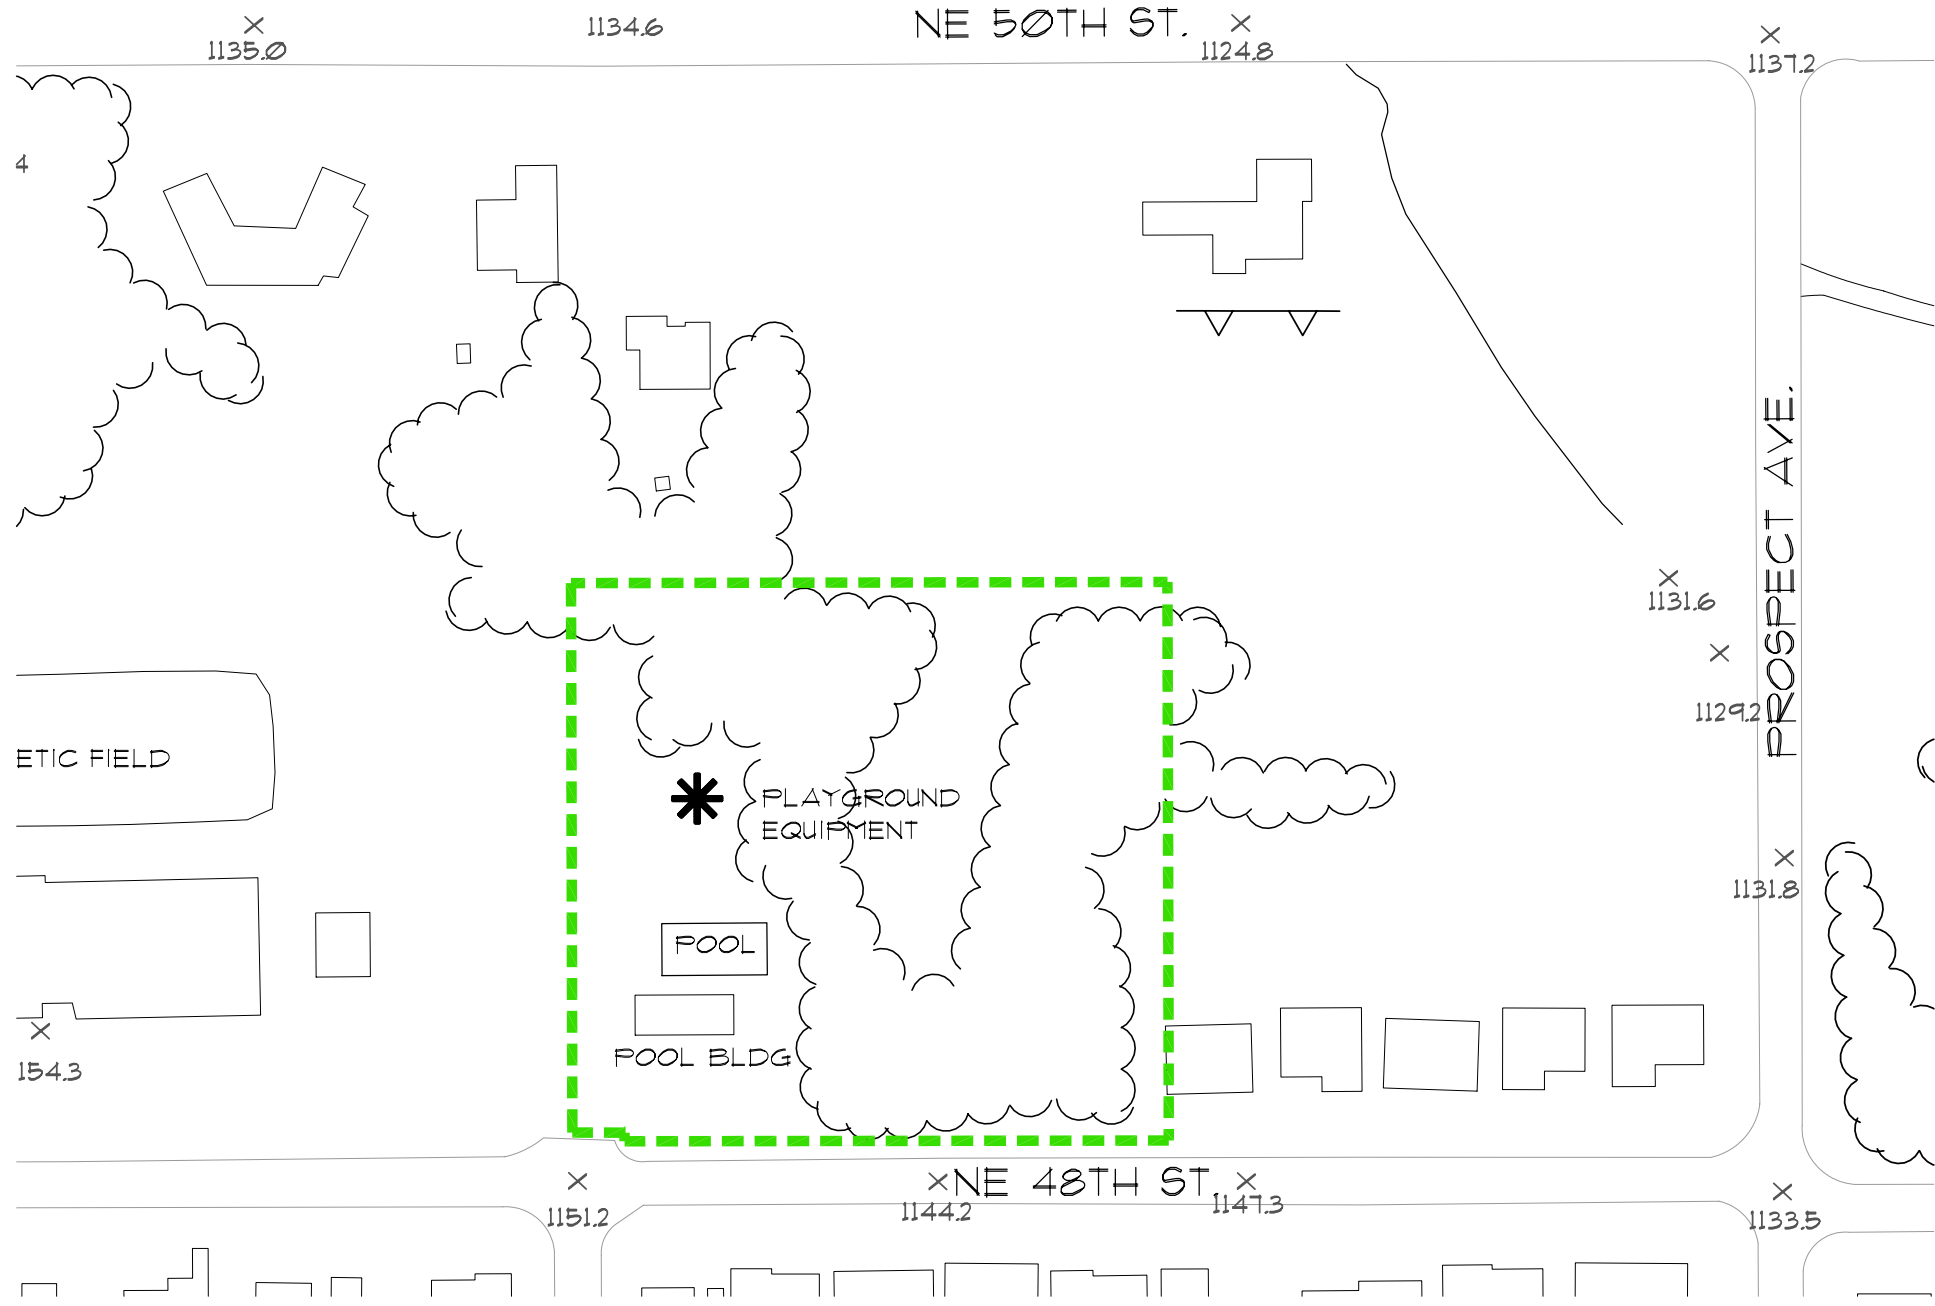 NE 50TH ST.
1134.6
1135.0
1124.8
1137.2
4
PROSPECT AVE.
1131.6
1129.2
ETIC FIELD
PLAYGROUND
EQUIPMENT
1131.8
POOL
POOL BLDG
154.3
NE 48TH ST.
1151.2
1144.2
1147.3
1133.5